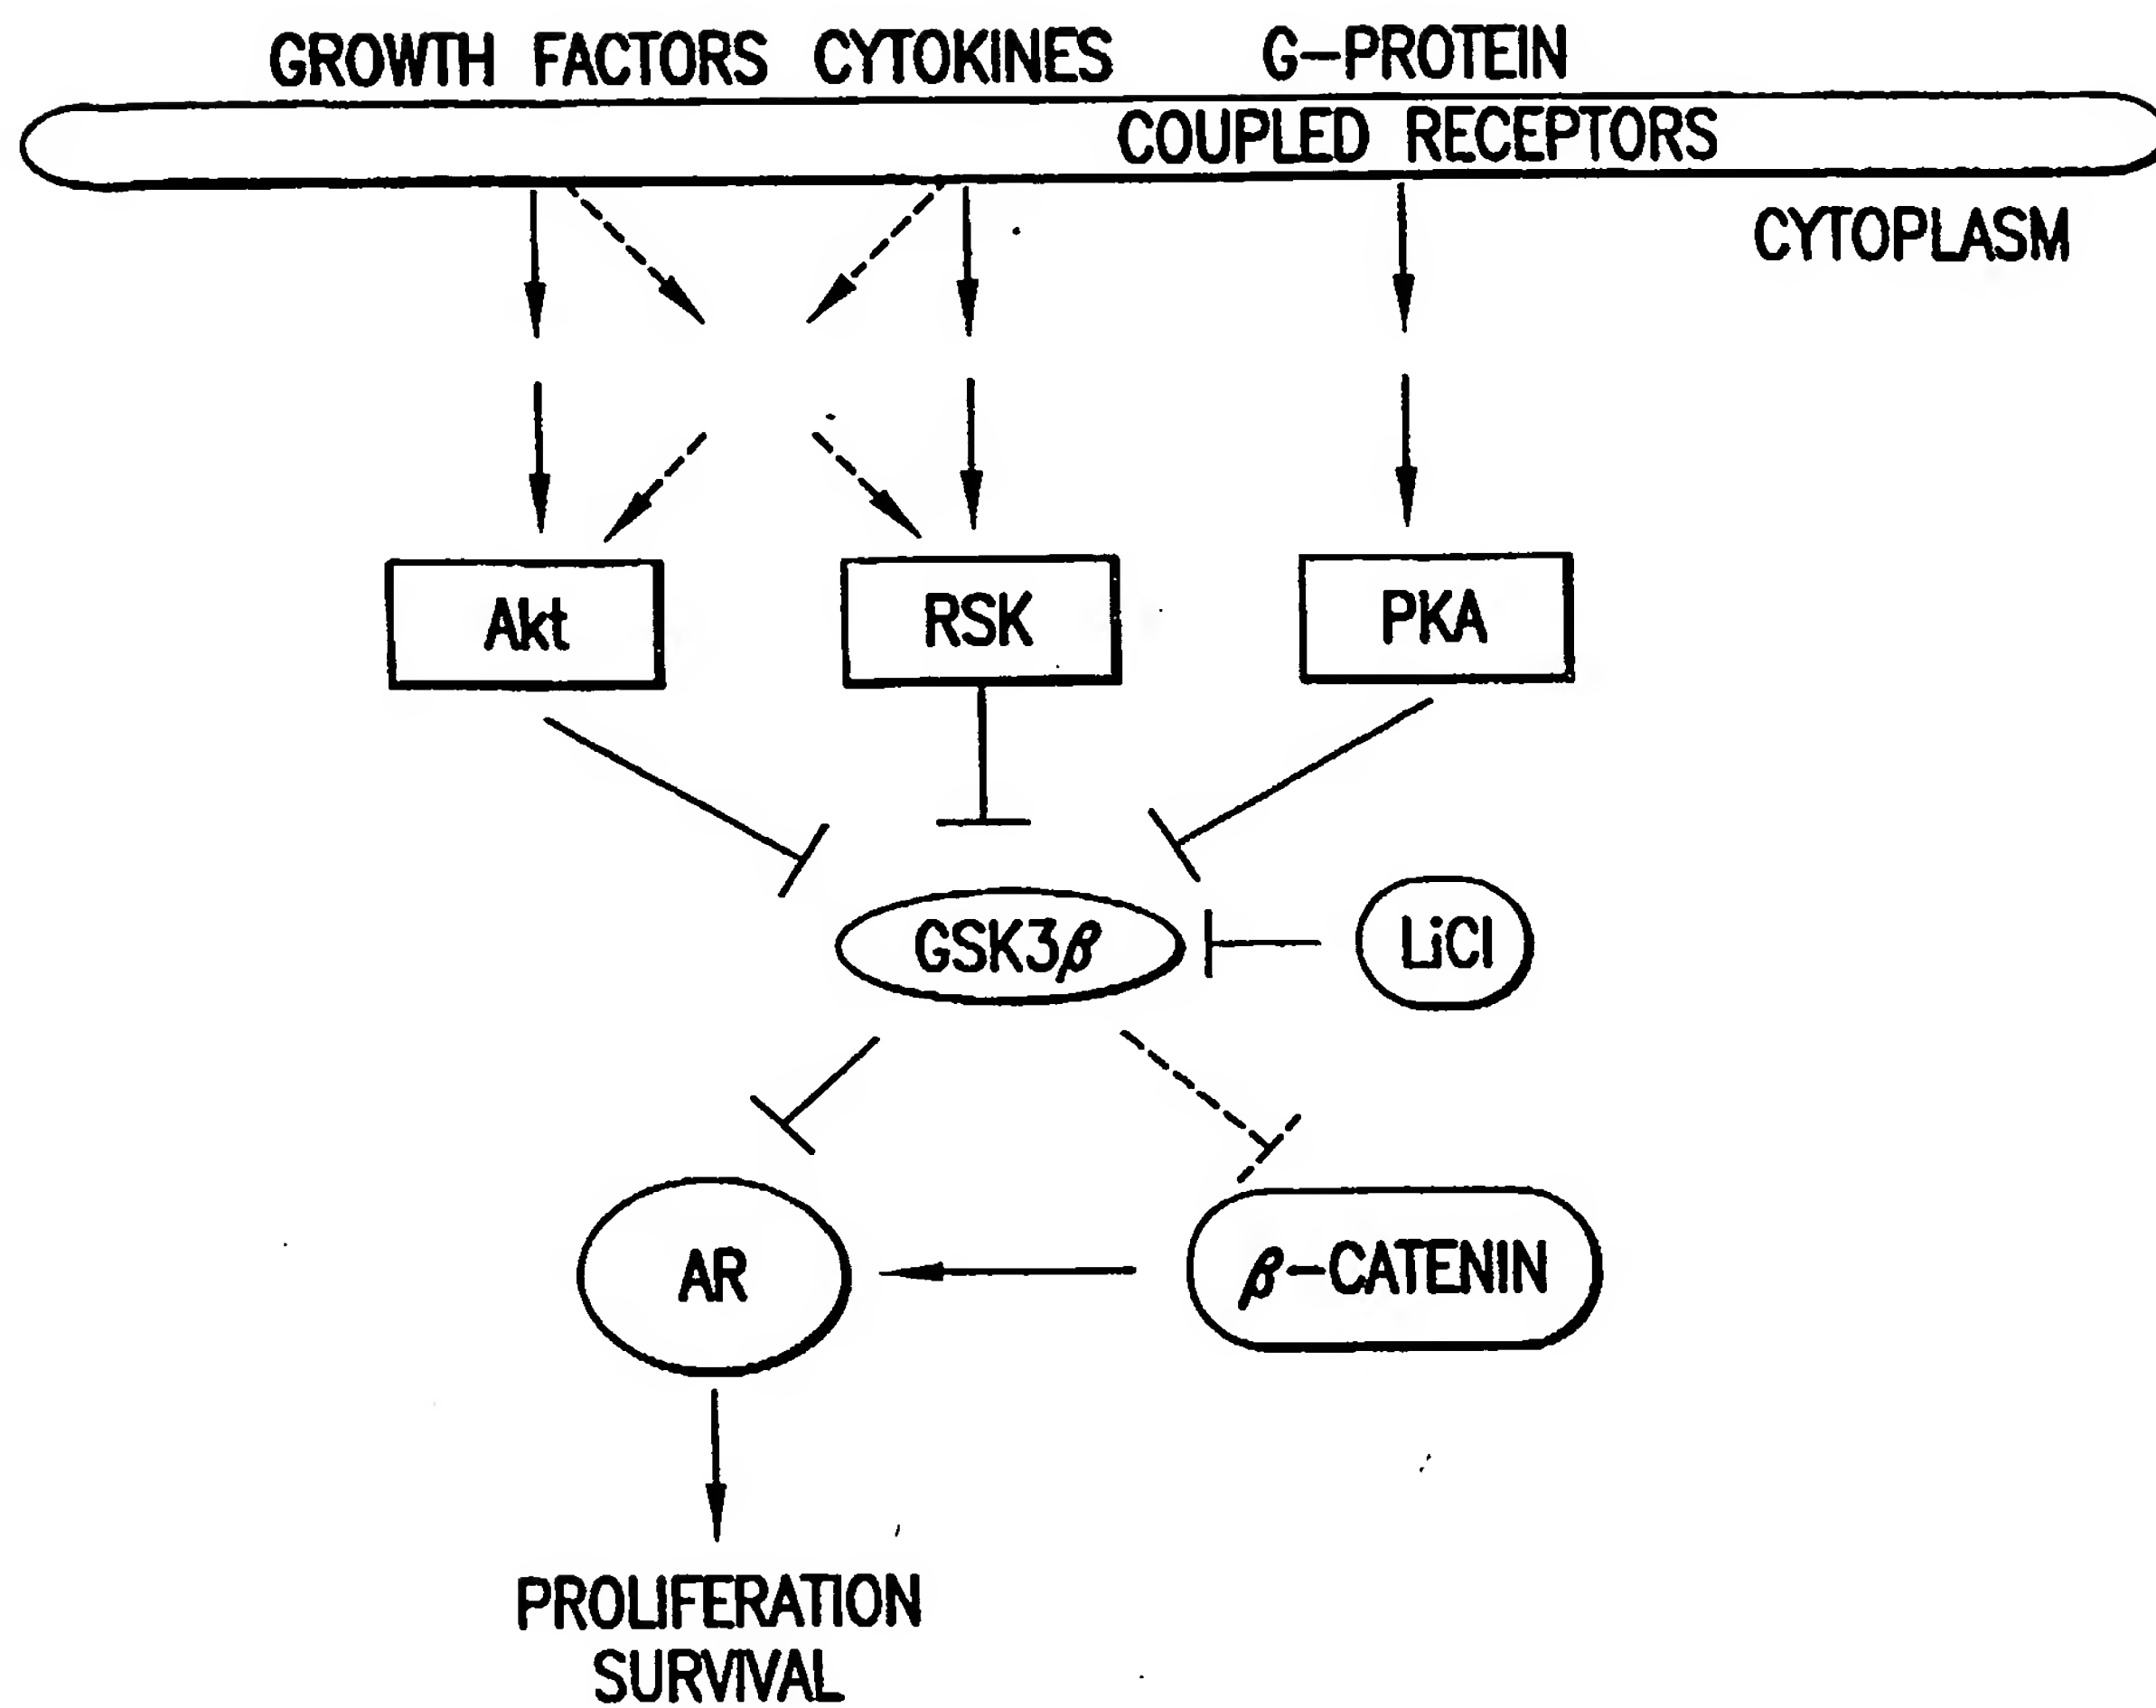 GROWTH FACTORS CYTOKINES G-PROTEIN
COUPLED RECEPTORS
CYTOPLASM
Akt
RSK
PKA
GSK3β
LiCl
AR
β-CATENIN
PROLIFERATION
SURVIVAL